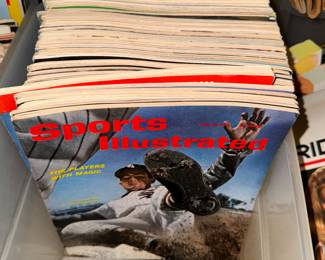 Sports
Illustrated
THE PLAYERS
WITH MAGIC
RID